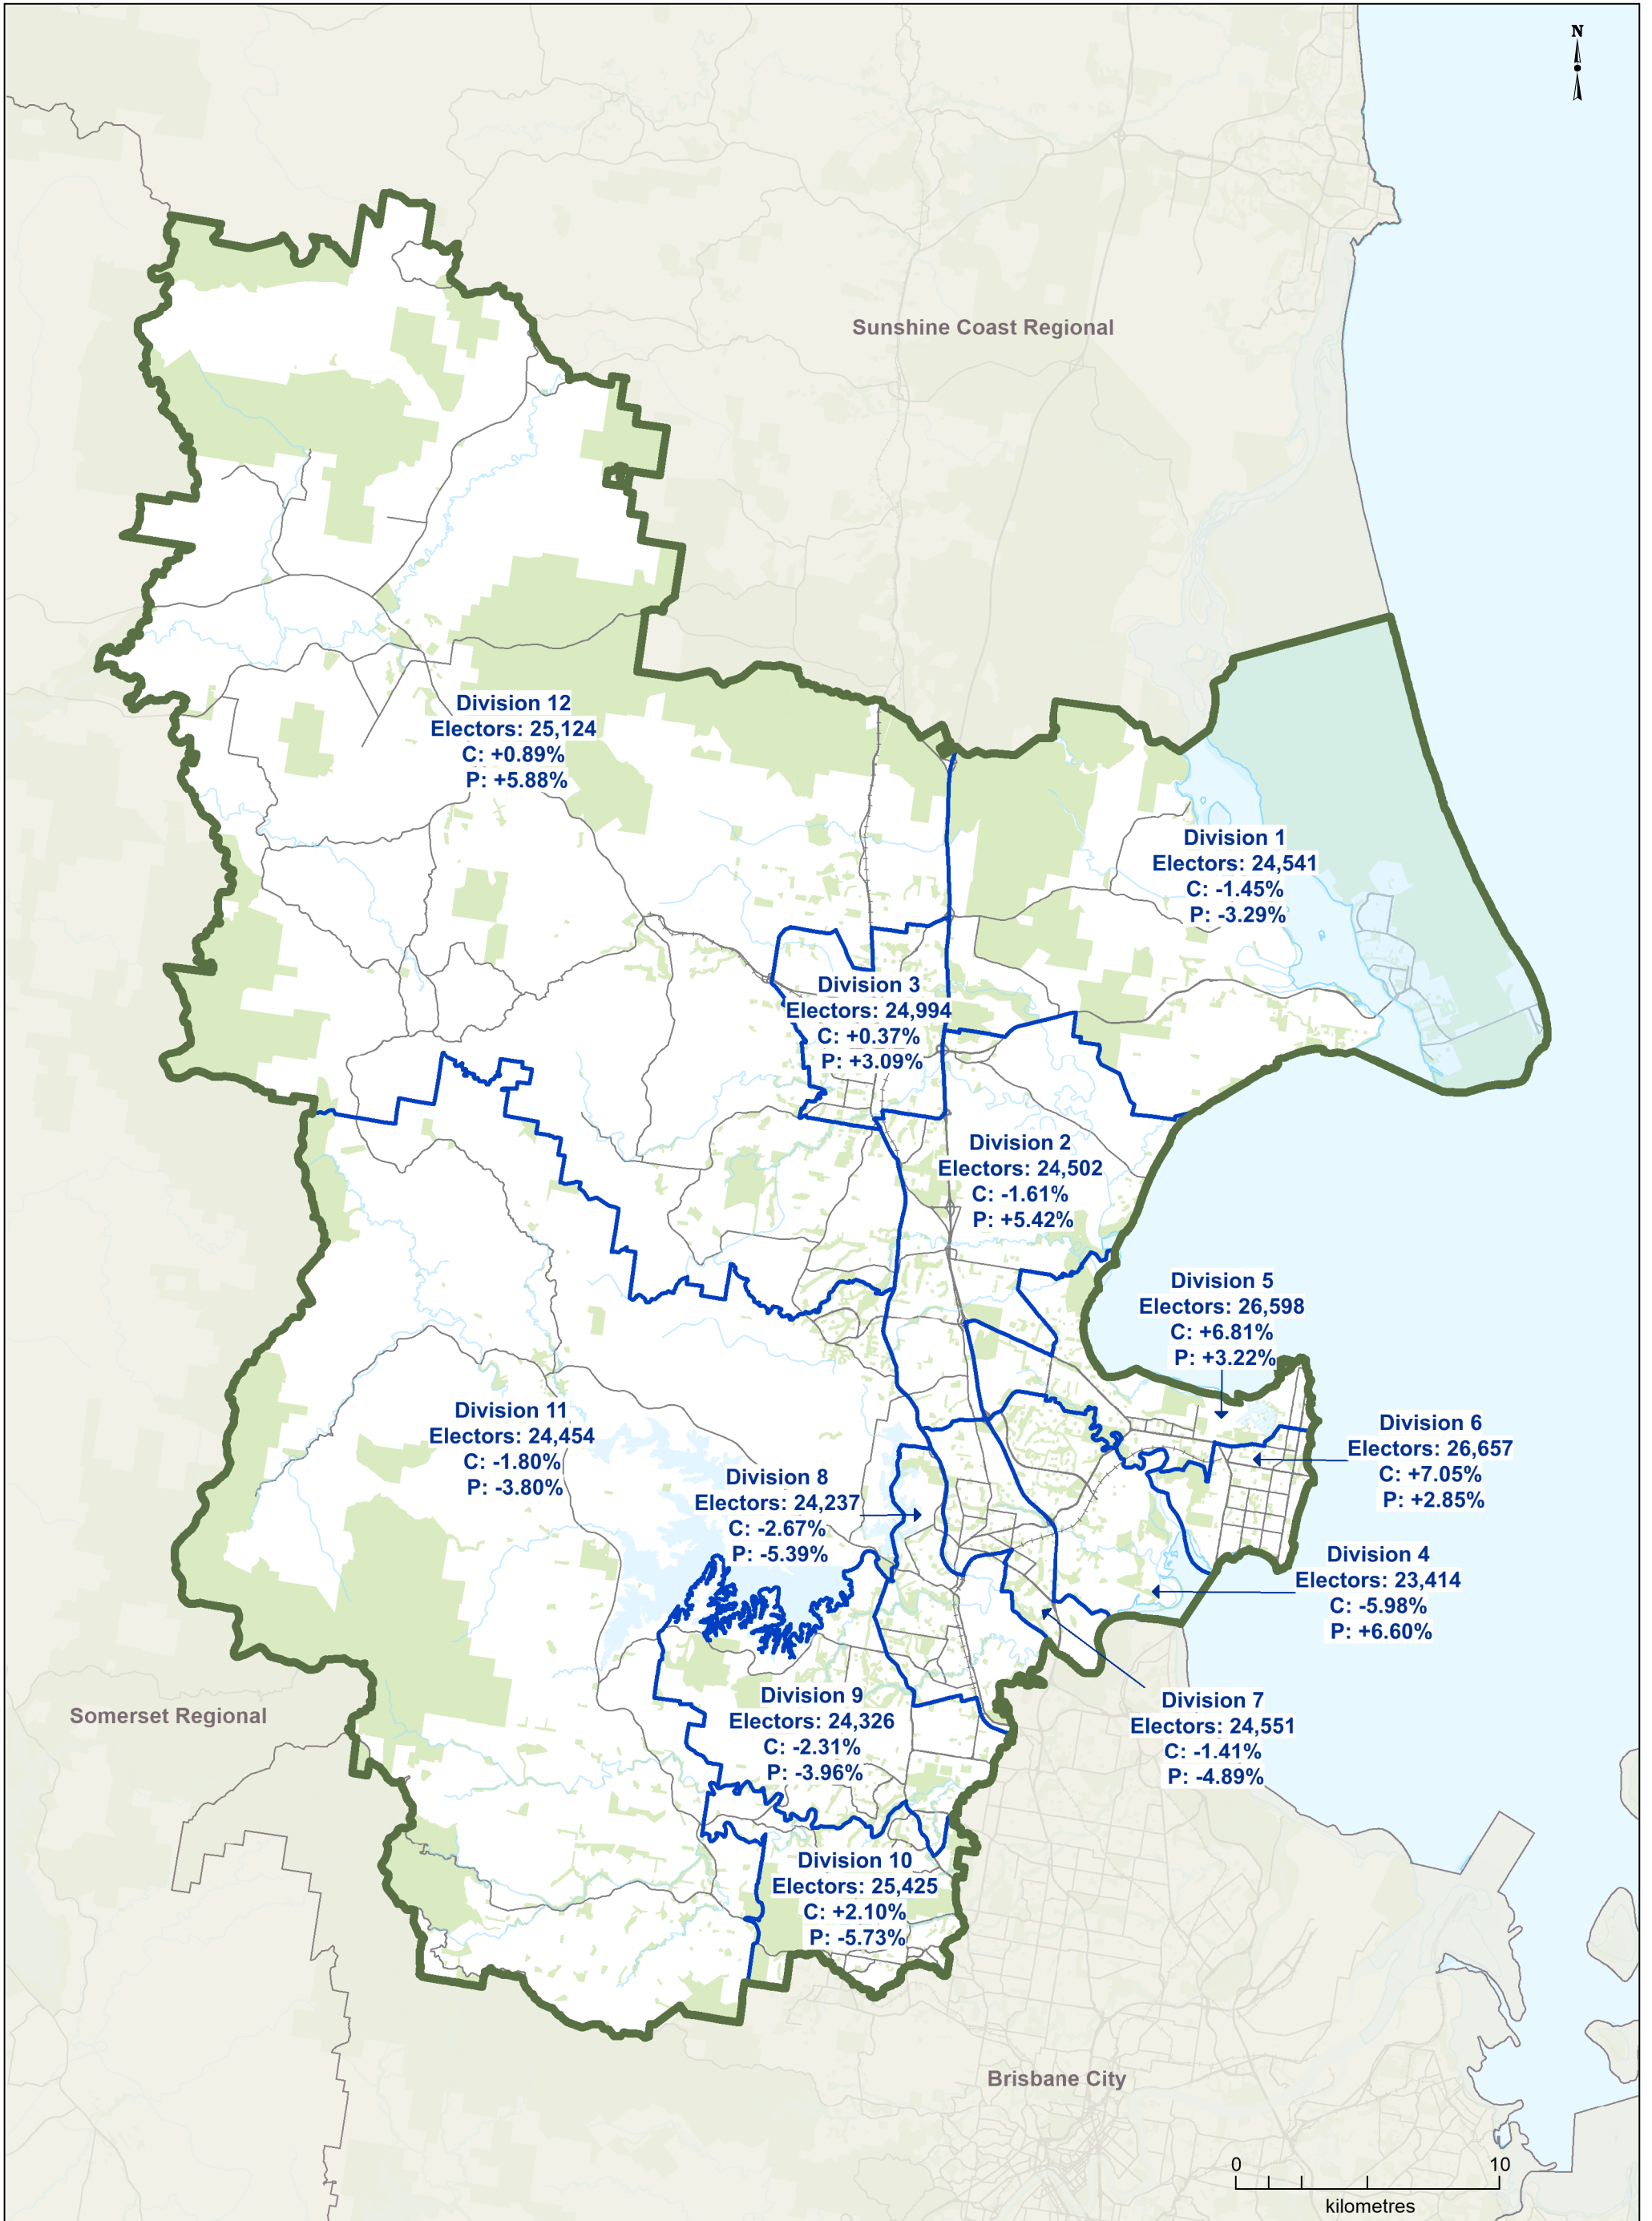 N
Sunshine Coast Regional
Division 12
Electors: 25,124
C: +0.89%
P: +5.88%
Division 1
Electors: 24,541
C: -1.45%
P: -3.29%
Division 3
Electors: 24,994
C: +0.37%
P: +3.09%
Division 2
Electors: 24,502
C: -1.61%
P: +5.42%
Division 5
Electors: 26,598
C: +6.81%
P: +3.22%
Division 11
Electors: 24,454
C: -1.80%
P: -3.80%
Division 6
Electors: 26,657
C: +7.05%
P: +2.85%
Division 8
Electors: 24,237
C: -2.67%
P: -5.39%
Division 4
Electors: 23,414
C: -5.98%
P: +6.60%
Somerset Regional
Division 9
Electors: 24,326
C: -2.31%
P: -3.96%
Division 7
Electors: 24,551
C: -1.41%
P: -4.89%
Division 10
Electors: 25,425
C: +2.10%
P: -5.73%
Brisbane City
0 10
kilometres